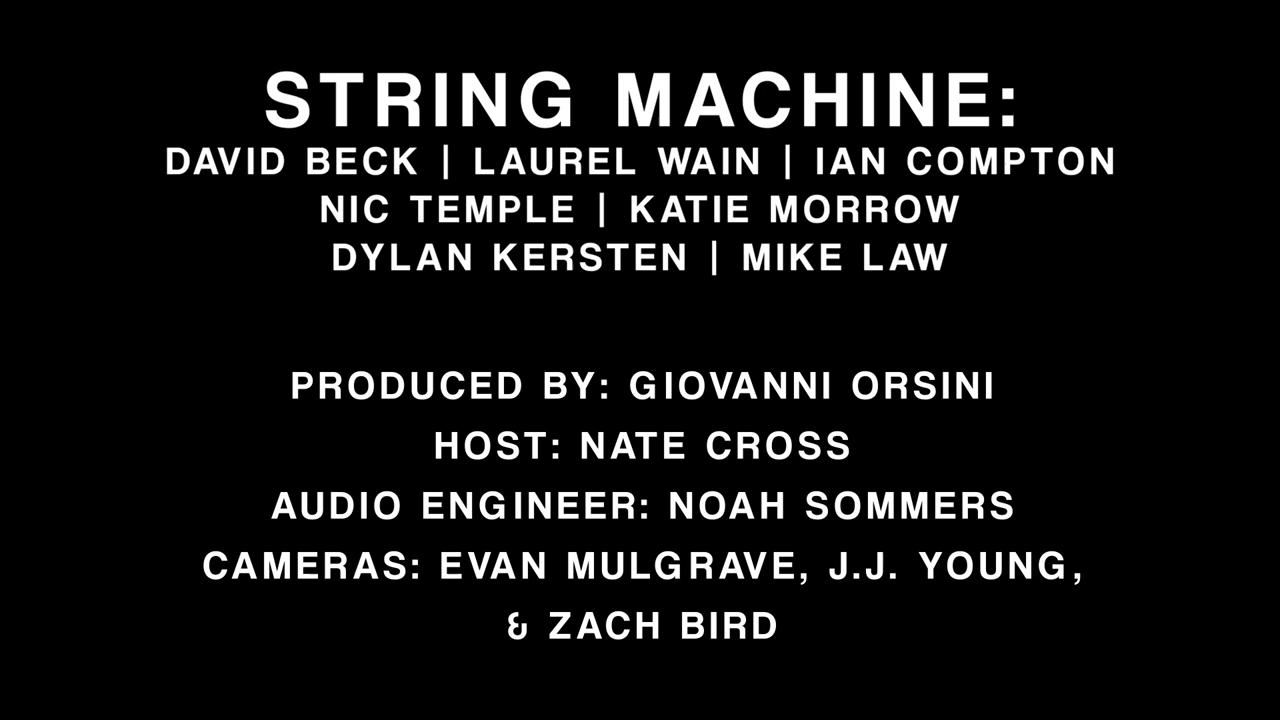 STRING MACHINE:
DAVID BECK | LAUREL WAIN | IAN COMPTON
NIC TEMPLE | KATIE MORROW
DYLAN KERSTEN | MIKE LAW
PRODUCED BY: GIOVANNI ORSINI
HOST: NATE CROSS
AUDIO ENGINEER: NOAH SOMMERS
CAMERAS: EVAN MULGRAVE, J.J. YOUNG,
& ZACH BIRD